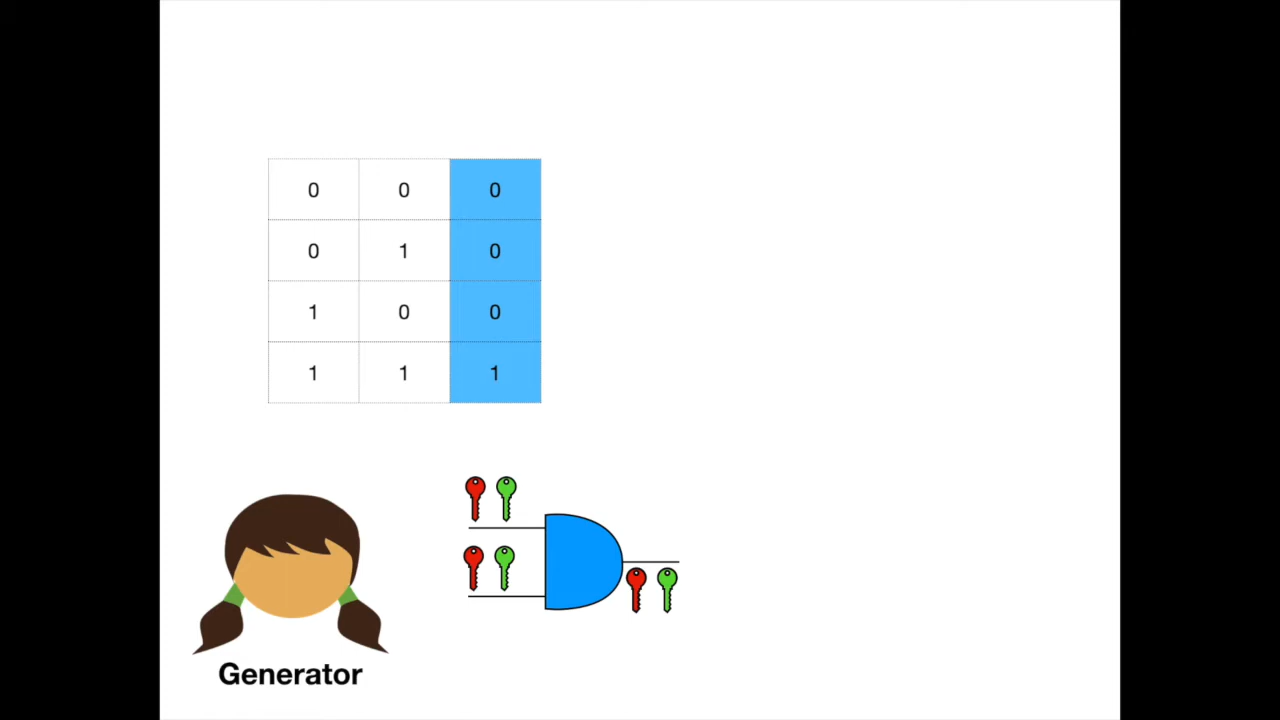 0 0 0
0 1 0
1 0 0
1 1 1
Generator